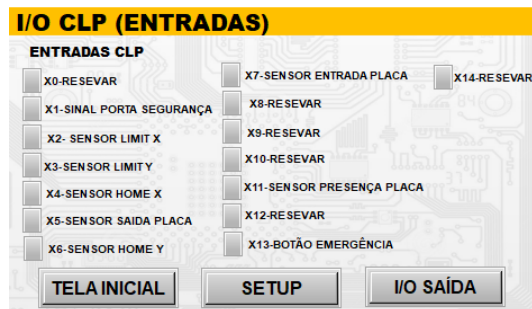 I/O CLP (ENTRADAS)
ENTRADAS CLP
X0-RESEVAR
X1-SINAL PORTA SEGURANÇA
X2- SENSOR LIMIT X
X3-SENSOR LIMIT Y
X4-SENSOR HOME X
X5-SENSOR SAIDA PLACA
X6-SENSOR HOME Y
X7-SENSOR ENTRADA PLACA
X8-RESEVAR
X9-RESEVAR
X10-RESEVAR
X11-SENSOR PRESENÇA PLACA
X12-RESEVAR
X13-BOTÃO EMERGÊNCIA
X14-RESEVAR
TELA INICIAL
SETUP
I/O SAÍDA